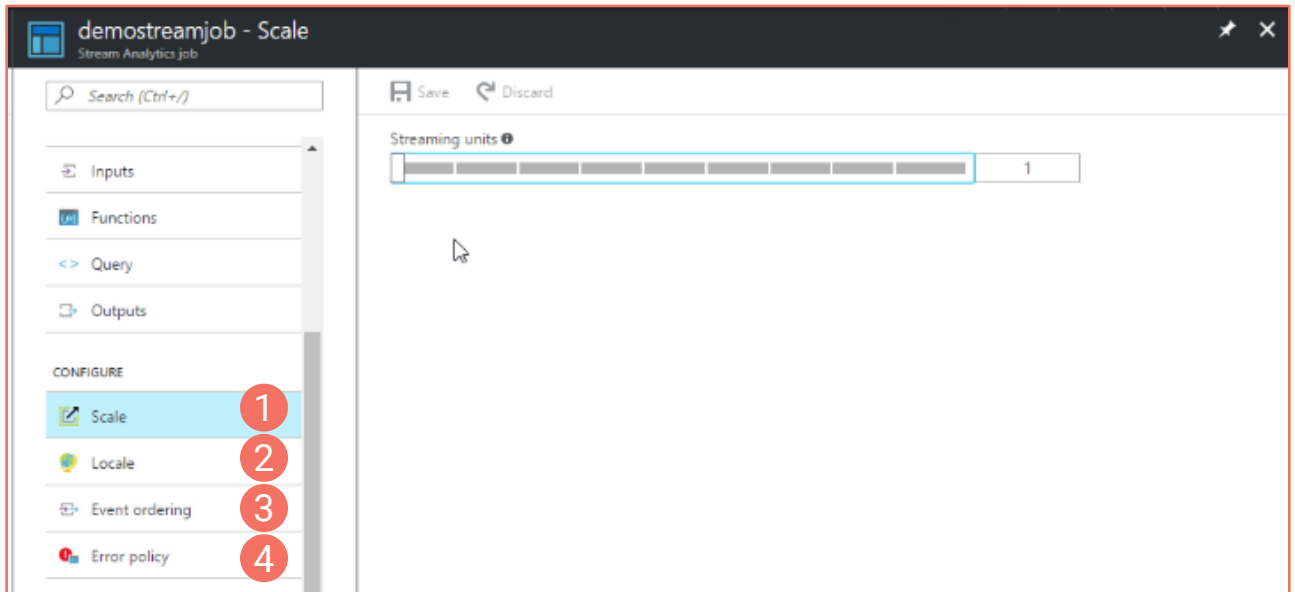 demostreamjob - Scale
Stream Analytics job
Search (Ctrl+/)
Save Discard
Streaming units
1
Inputs
Functions
Query
Outputs
CONFIGURE
Scale 1
Locale 2
Event ordering 3
Error policy 4